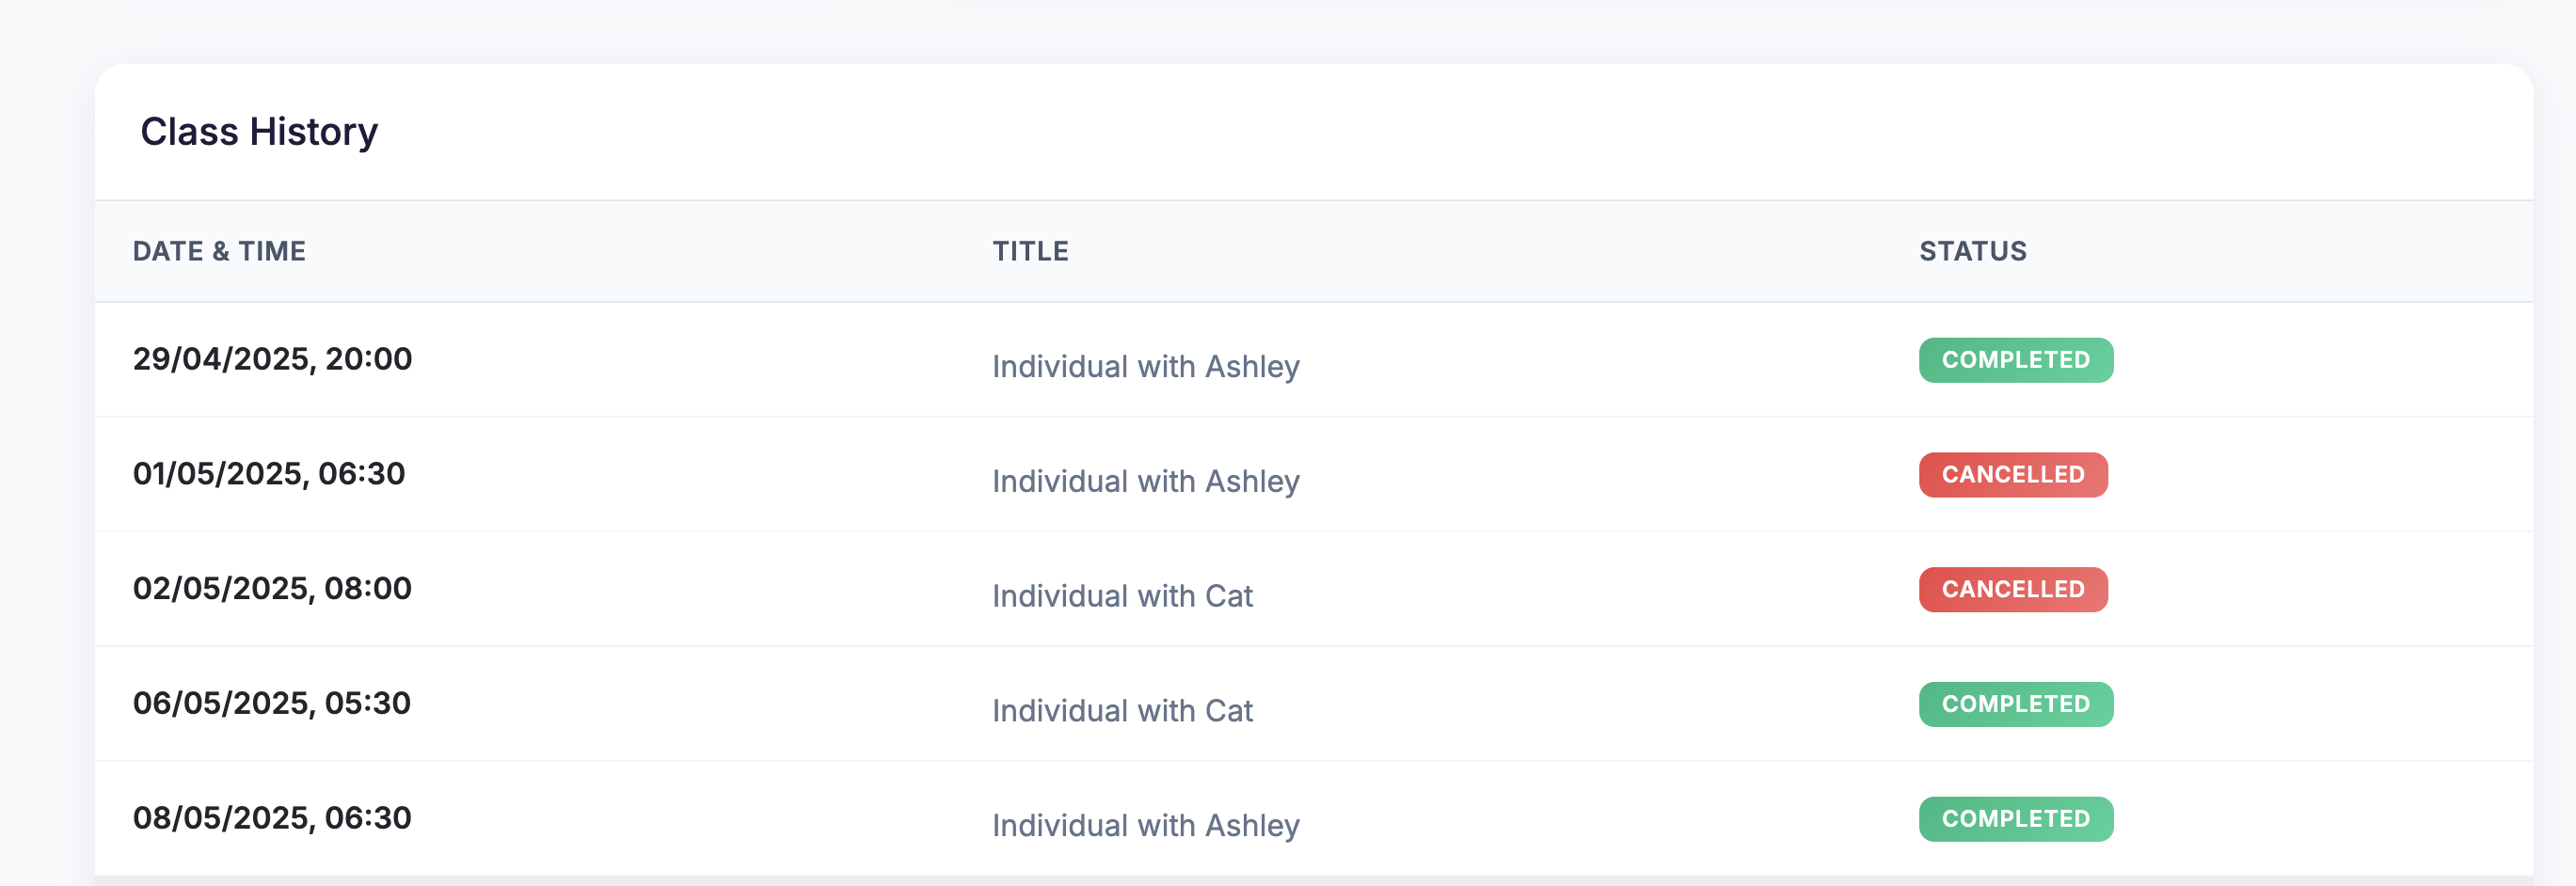 Class History
DATE & TIME TITLE STATUS
29/04/2025, 20:00 Individual with Ashley COMPLETED
01/05/2025, 06:30 Individual with Ashley CANCELLED
02/05/2025, 08:00 Individual with Cat CANCELLED
06/05/2025, 05:30 Individual with Cat COMPLETED
08/05/2025, 06:30 Individual with Ashley COMPLETED